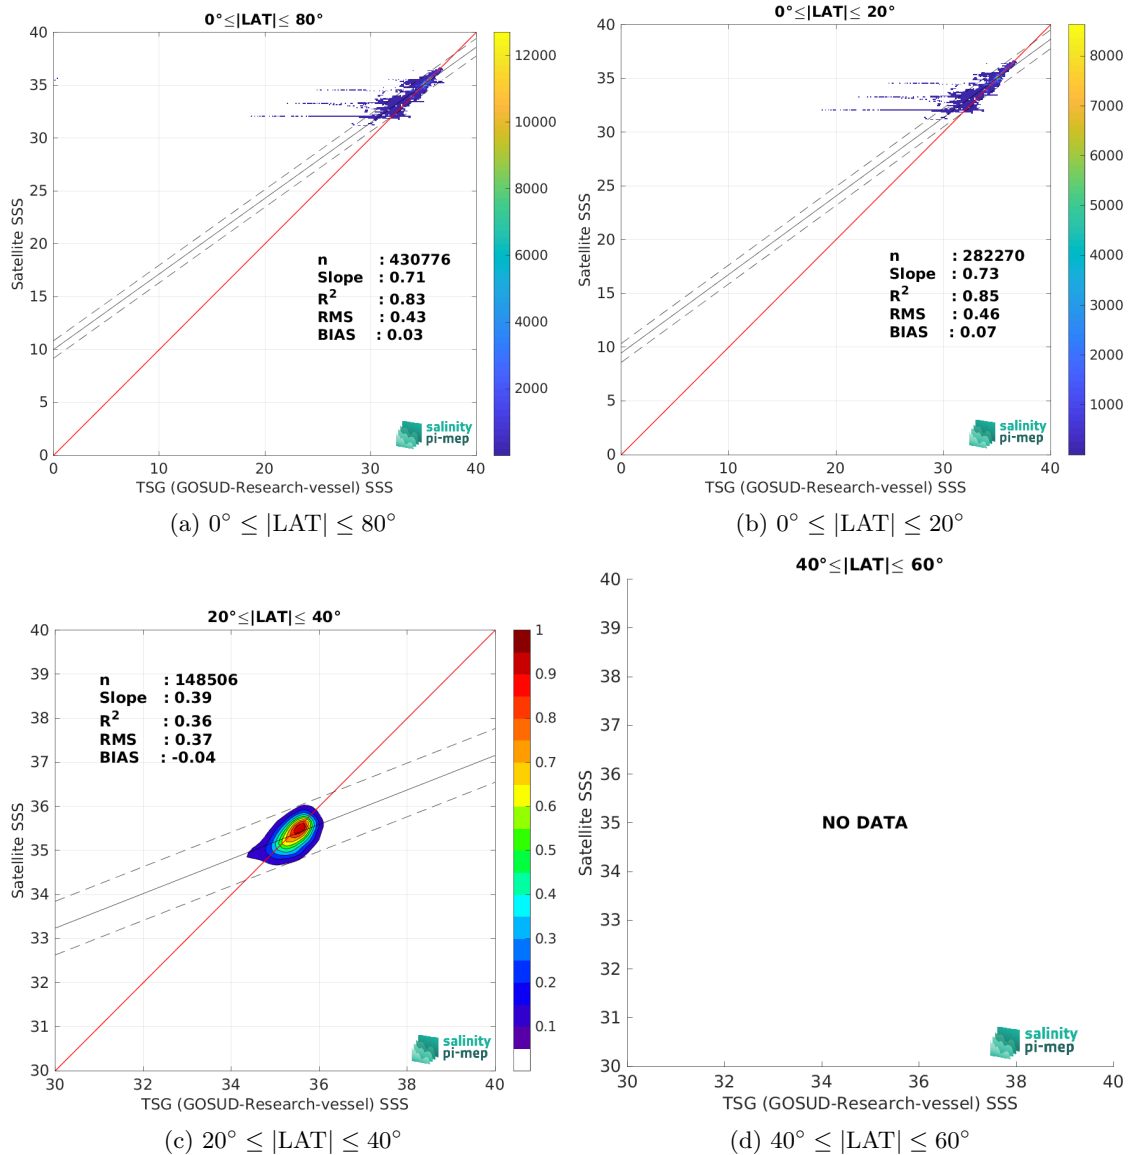 0°≤|LAT|≤ 80°
40
35
30
25
20
15
10
5
0
0
10
20
30
40
Satellite SSS
TSG (GOSUD-Research-vessel) SSS
n : 430776
Slope : 0.71
R2 : 0.83
RMS : 0.43
BIAS : 0.03
salinity
pi-mep
12000
10000
8000
6000
4000
2000
(a) 0° ≤ |LAT| ≤ 80°
0°≤|LAT|≤ 20°
40
35
30
25
20
15
10
5
0
0
10
20
30
40
Satellite SSS
TSG (GOSUD-Research-vessel) SSS
n : 282270
Slope : 0.73
R2 : 0.85
RMS : 0.46
BIAS : 0.07
salinity
pi-mep
8000
7000
6000
5000
4000
3000
2000
1000
(b) 0° ≤ |LAT| ≤ 20°
20°≤|LAT|≤ 40°
40
39
38
37
36
35
34
33
32
31
30
30
32
34
36
38
40
Satellite SSS
TSG (GOSUD-Research-vessel) SSS
n : 148506
Slope : 0.39
R2 : 0.36
RMS : 0.37
BIAS : -0.04
salinity
pi-mep
1
0.9
0.8
0.7
0.6
0.5
0.4
0.3
0.2
0.1
(c) 20° ≤ |LAT| ≤ 40°
40°≤|LAT|≤ 60°
40
39
38
37
36
35
34
33
32
31
30
30
32
34
36
38
40
Satellite SSS
TSG (GOSUD-Research-vessel) SSS
NO DATA
salinity
pi-mep
(d) 40° ≤ |LAT| ≤ 60°